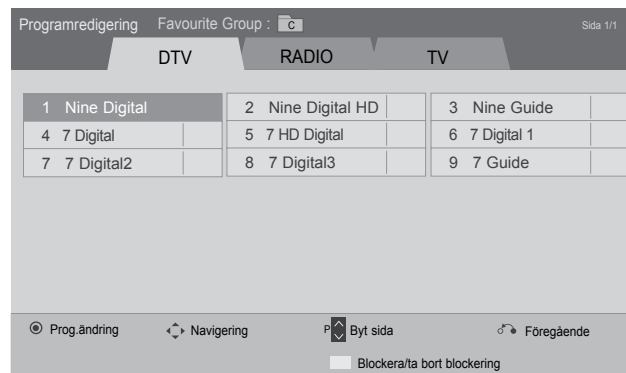 Programredigering Favourite Group : C Sida 1/1
DTV RADIO TV
1 Nine Digital 2 Nine Digital HD 3 Nine Guide
4 7 Digital 5 7 HD Digital 6 7 Digital 1
7 7 Digital2 8 7 Digital3 9 7 Guide
Prog.ändring Navigering P Byt sida Föregående
Blockera/ta bort blockering